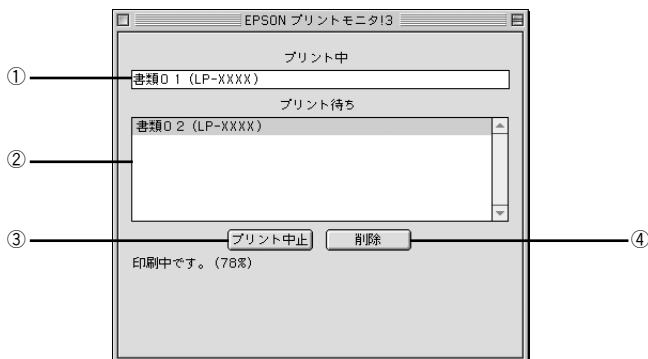 EPSON プリントモニタ!3
プリント中
① 書類０１ (LP-XXXX)
プリント待ち
書類０２ (LP-XXXX)
②
③ プリント中止 削除 ④
印刷中です。(78%)